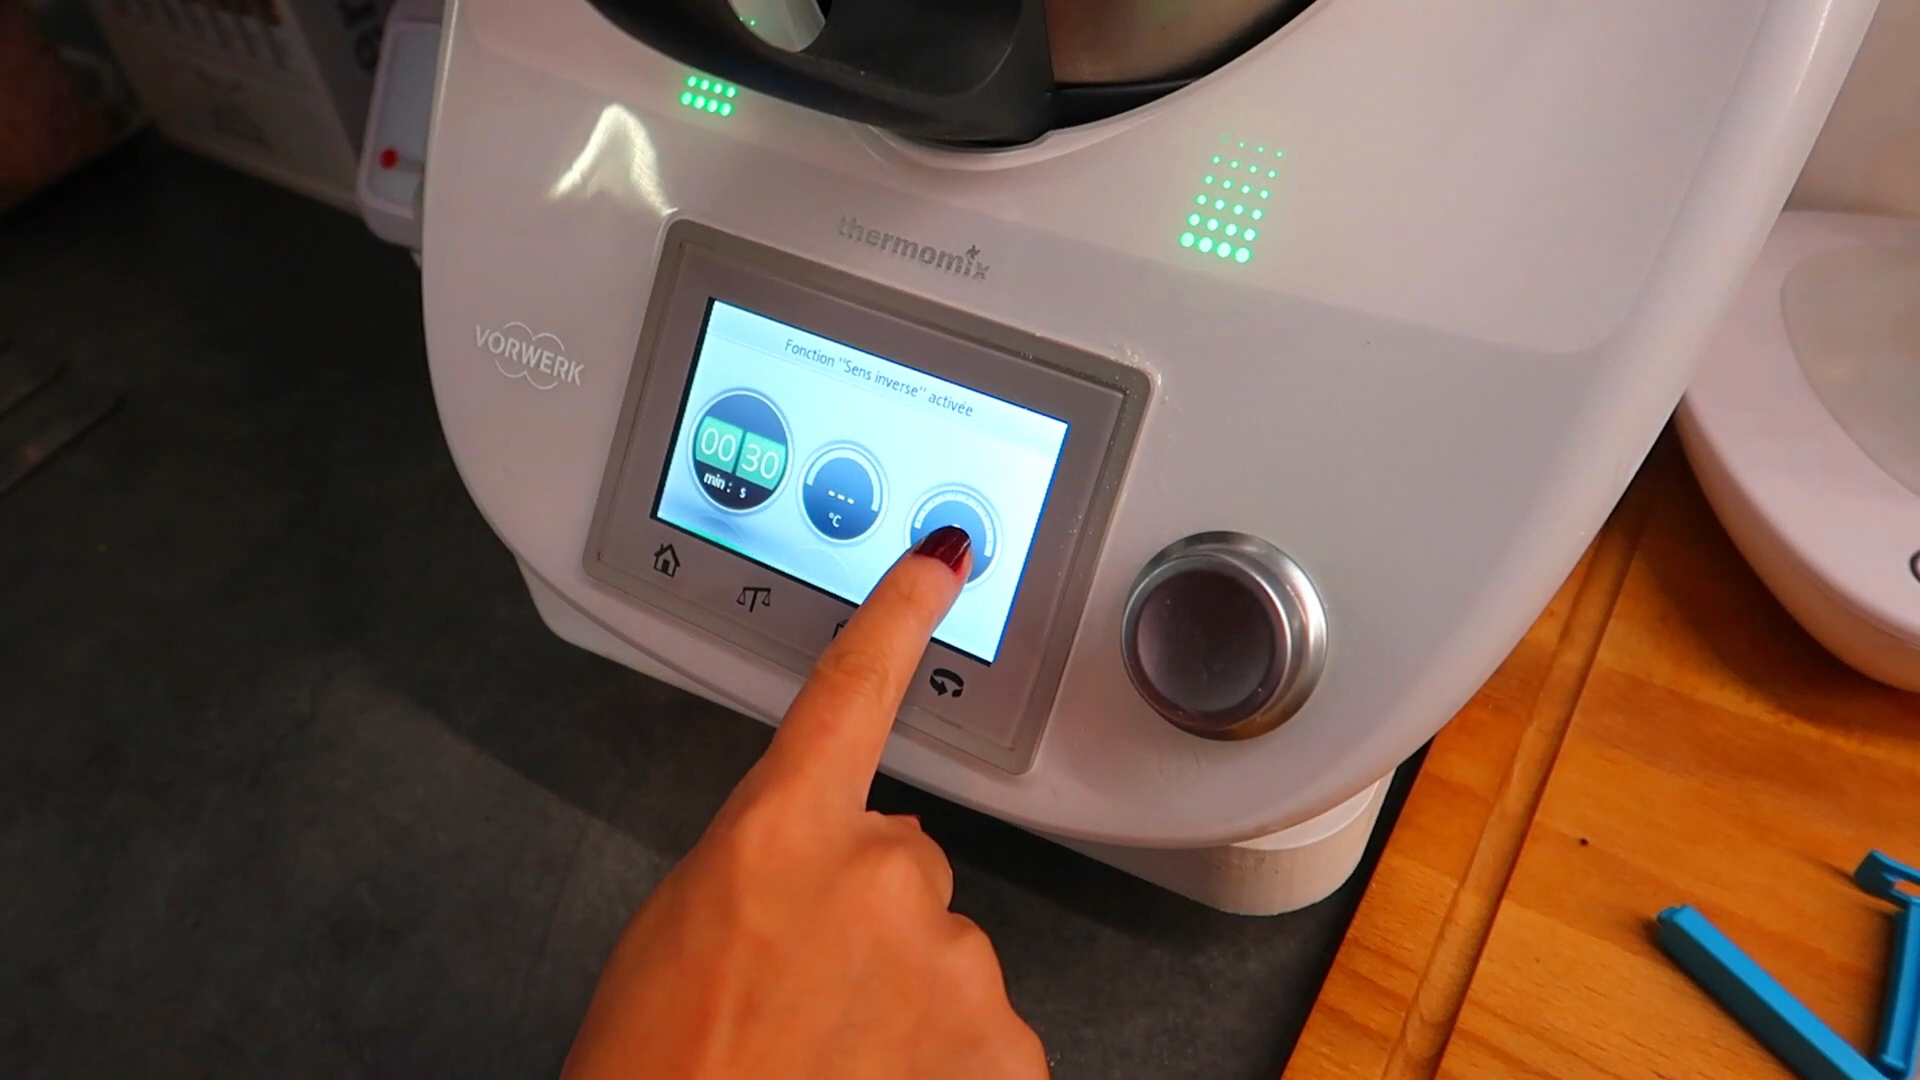 thermomix
VORWERK
Fonction "Sens inverse" activée
00 30
min : s
---
°C